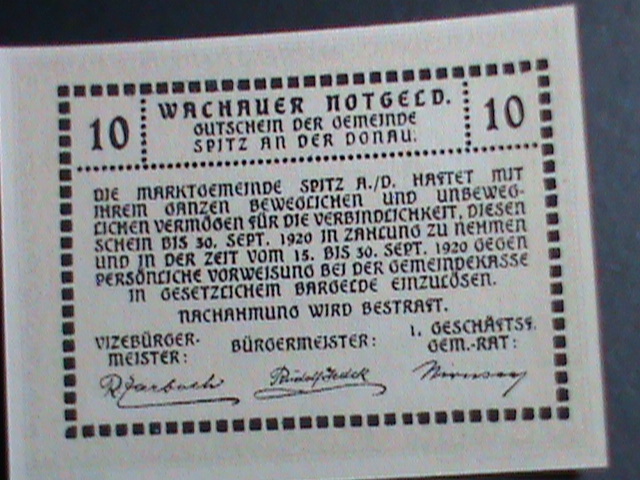 10 WACHAUER NOTGELD. 10
GUTSCHEIN DER GEMEINDE
SPITZ AN DER DONAU.
DIE MARKTGEMEINDE SPITZ A./D. HAFTET MIT
IHREM GANZEN BEWEGLICHEN UND UNBEWEG-
LICHEN VERMÖGEN FÜR DIE VERBINDLICHKEIT, DIESEN
SCHEIN BIS 30. SEPT. 1920 IN ZAHLUNG ZU NEHMEN
UND IN DER ZEIT VOM 15. BIS 30. SEPT. 1920 GEGEN
PERSÖNLICHE VORWEISUNG BEI DER GEMEINDEKASSE
IN GESETZLICHEM BARGELDE EINZULÖSEN.
NACHAHMUNG WIRD BESTRAFT.
VIZEBÜRGER-
MEISTER:
BÜRGERMEISTER:
1. GESCHÄFTSF.
GEM.-RAT: